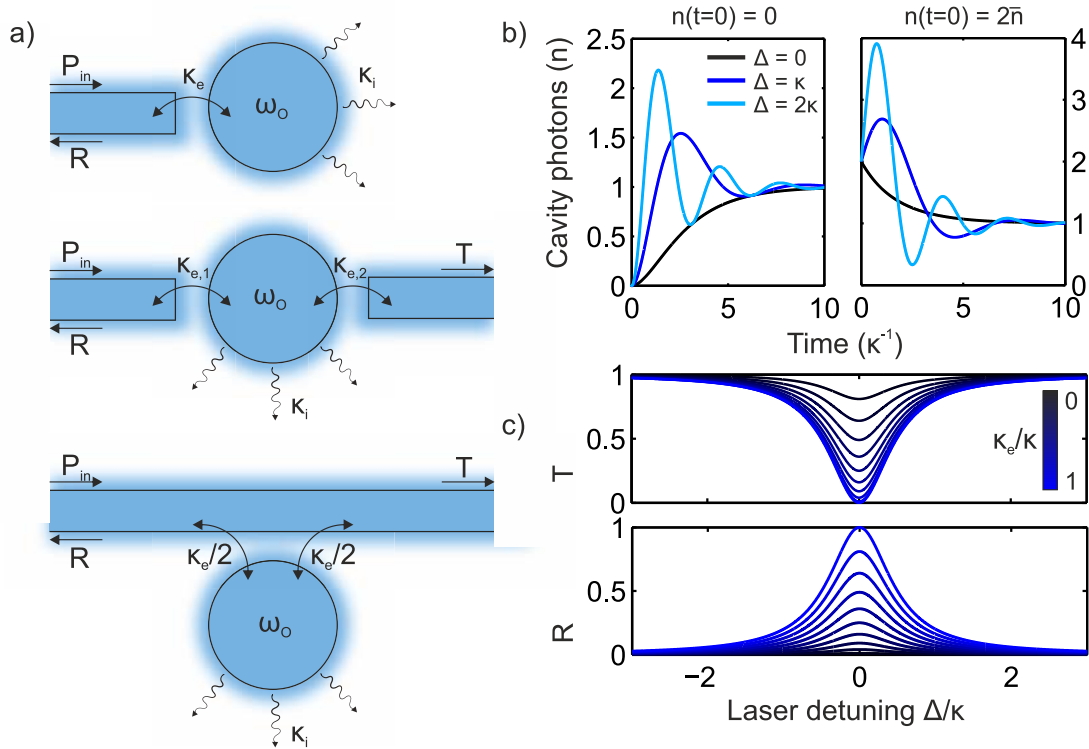 a)
P_in
κ_e
κ_i
ω_o
R
P_in
κ_e,1
κ_e,2
T
ω_o
R
κ_i
P_in
T
R
κ_e/2
κ_e/2
ω_o
κ_i
b)
n(t=0) = 0
n(t=0) = 2n̄
Cavity photons (n)
2.5
2
1.5
1
0.5
0
Δ = 0
Δ = κ
Δ = 2κ
4
3
2
1
0
0
5
10
0
5
10
Time (κ⁻¹)
c)
T
1
0.5
0
κ_e/κ
0
1
R
1
0.5
0
−2
0
2
Laser detuning Δ/κ